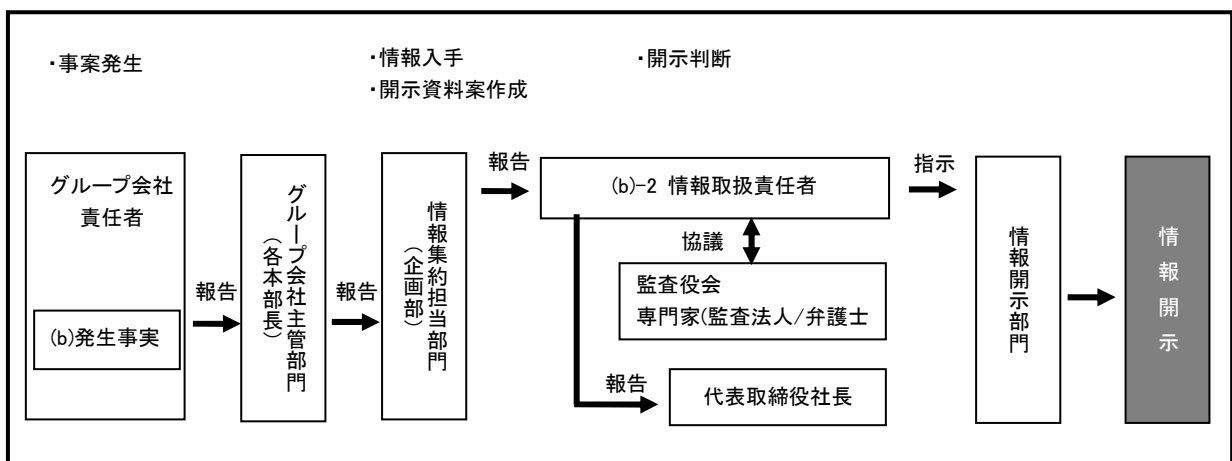 ・事案発生
・情報入手
・開示資料案作成
・開示判断
グループ会社
責任者
(b)発生事実
報告
グループ会社主管部門
（各本部長）
報告
情報集約担当部門
（企画部）
報告
(b)-2 情報取扱責任者
協議
監査役会
専門家(監査法人/弁護士
報告
代表取締役社長
指示
情報開示部門
情報開示